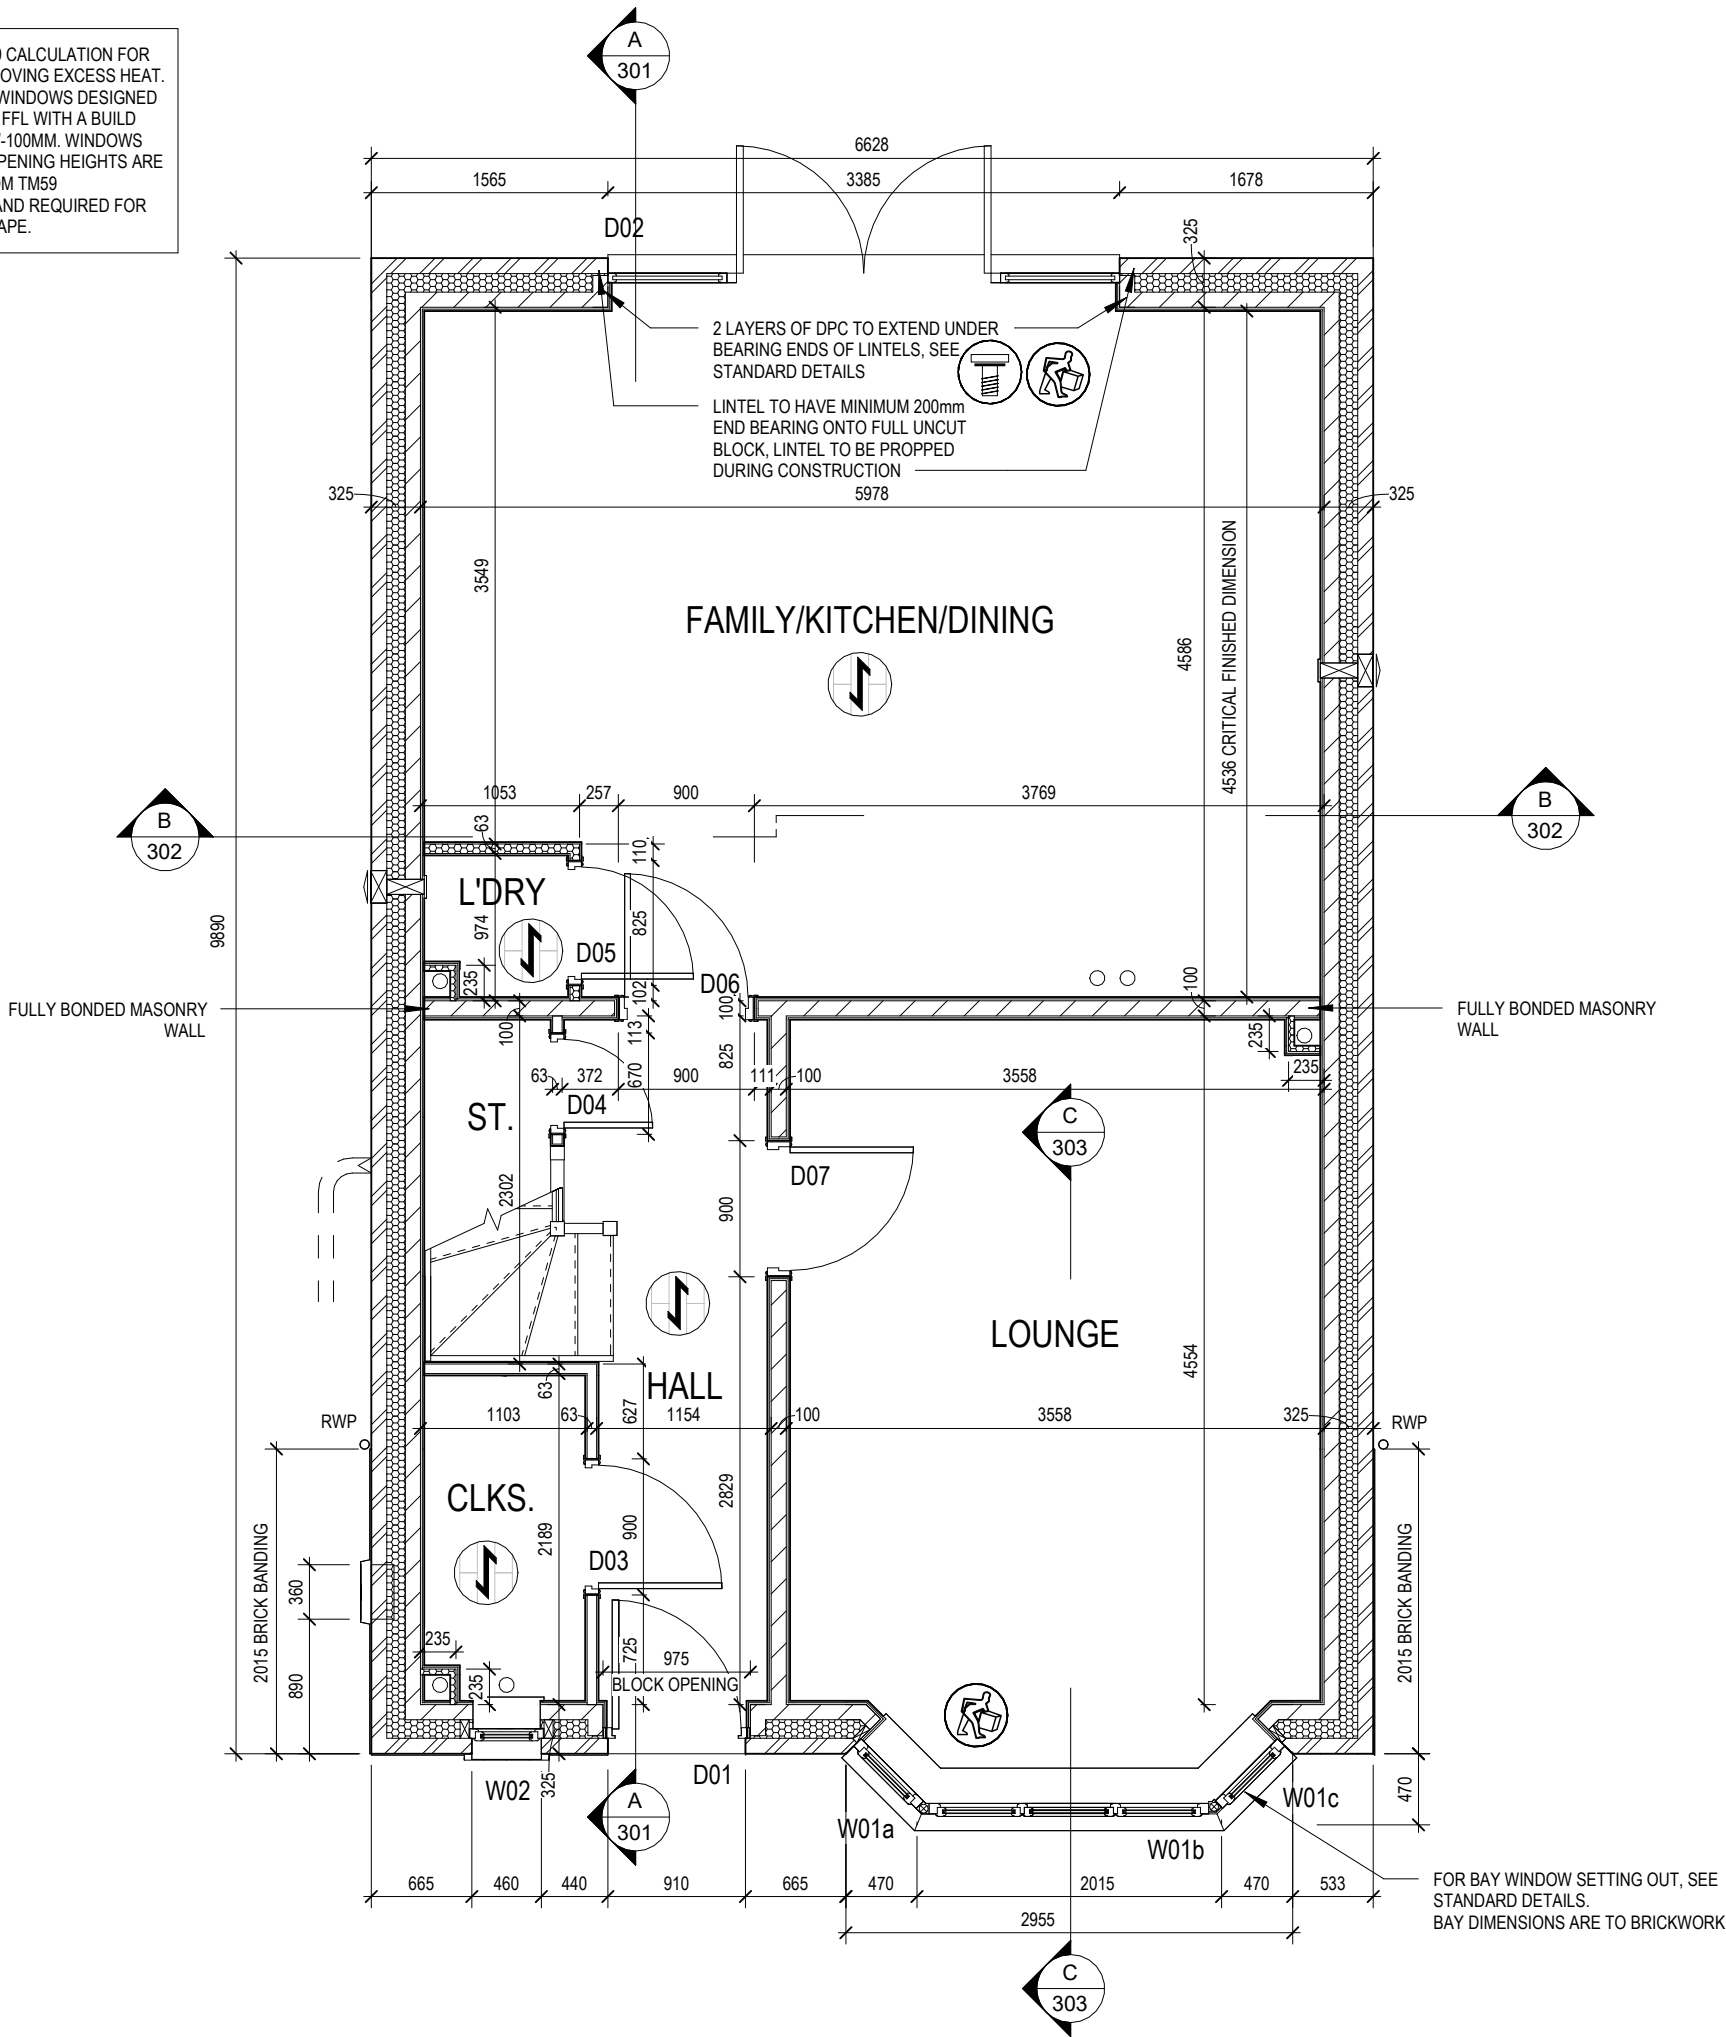 CALCULATION FOR
OVING EXCESS HEAT.
WINDOWS DESIGNED
FFL WITH A BUILD
-100MM. WINDOWS
PENING HEIGHTS ARE
TM59
AND REQUIRED FOR
APE.
A
301
6628
1565
3385
1678
D02
325
2 LAYERS OF DPC TO EXTEND UNDER
BEARING ENDS OF LINTELS, SEE
STANDARD DETAILS
LINTEL TO HAVE MINIMUM 200mm
END BEARING ONTO FULL UNCUT
BLOCK, LINTEL TO BE PROPPED
DURING CONSTRUCTION
325
5978
325
3549
4536 CRITICAL FINISHED DIMENSION
FAMILY/KITCHEN/DINING
4586
1053
257
900
3769
B
302
B
302
63
110
L'DRY
825
974
9890
D05
235
D06
102
100
100
FULLY BONDED MASONRY
WALL
FULLY BONDED MASONRY
WALL
100
113
825
235
235
63
372
670
900
111
100
3558
D04
ST.
C
303
D07
2302
900
LOUNGE
4554
HALL
63
627
RWP
1103
63
1154
100
3558
325
RWP
2829
CLKS.
2189
900
D03
2015 BRICK BANDING
360
890
2015 BRICK BANDING
235
235
725
975
BLOCK OPENING
W02
325
D01
470
A
301
W01a
W01b
W01c
665
460
440
910
665
470
2015
470
533
2955
FOR BAY WINDOW SETTING OUT, SEE
STANDARD DETAILS.
BAY DIMENSIONS ARE TO BRICKWORK
C
303